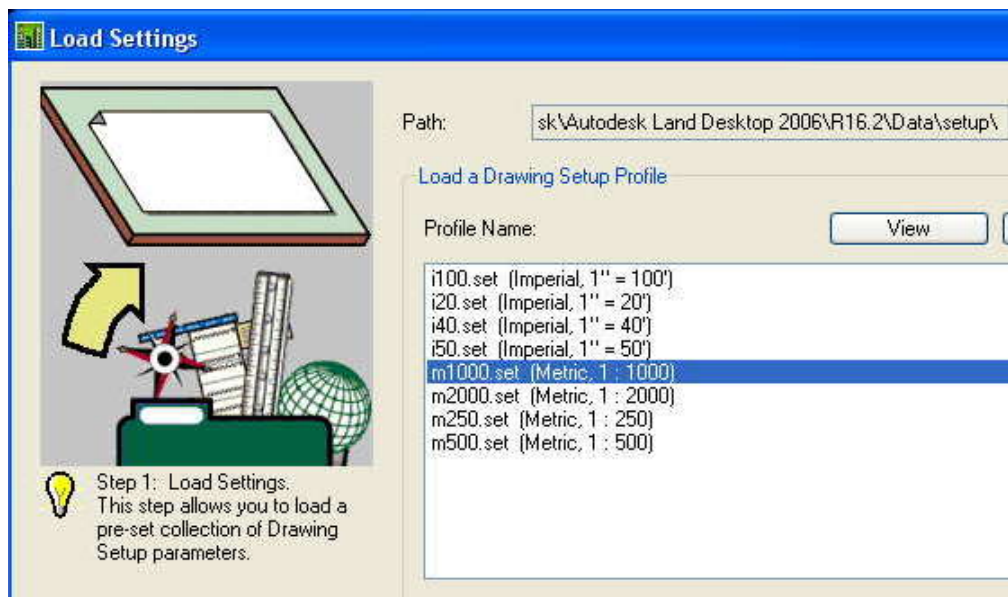 Load Settings
Path:
sk\Autodesk Land Desktop 2006\R16.2\Data\setup\
Load a Drawing Setup Profile
Profile Name:
View
i100.set (Imperial, 1" = 100')
i20.set (Imperial, 1" = 20')
i40.set (Imperial, 1" = 40')
i50.set (Imperial, 1" = 50')
m1000.set (Metric, 1 : 1000)
m2000.set (Metric, 1 : 2000)
m250.set (Metric, 1 : 250)
m500.set (Metric, 1 : 500)
Step 1: Load Settings.
This step allows you to load a
pre-set collection of Drawing
Setup parameters.